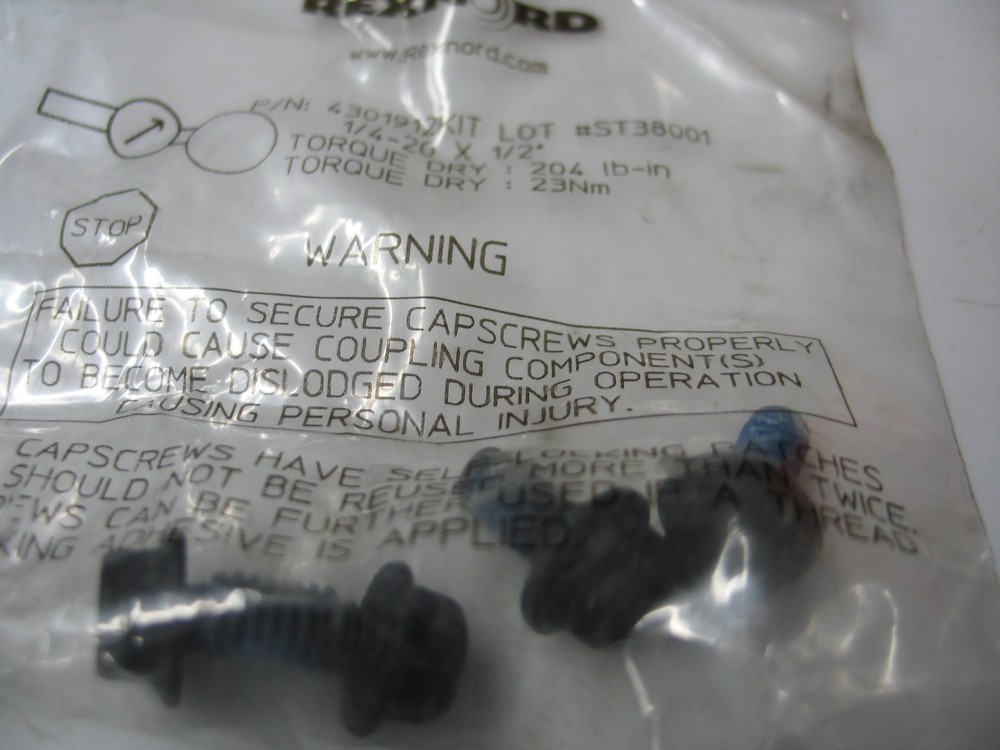 REXNORD
www.rexnord.com
P/N: 4301912KIT LOT #ST38001
1/4-20 X 1/2"
TORQUE DRY : 204 lb-in
TORQUE DRY : 23Nm
STOP
WARNING
FAILURE TO SECURE CAPSCREWS PROPERLY
COULD CAUSE COUPLING COMPONENT(S)
TO BECOME DISLODGED DURING OPERATION
CAUSING PERSONAL INJURY.
CAPSCREWS HAVE SELF LOCKING PATCHES
SHOULD NOT BE REUSED MORE THAN TWICE.
CAN BE FURTHER USED IF A THREAD
ADHESIVE IS APPLIED.